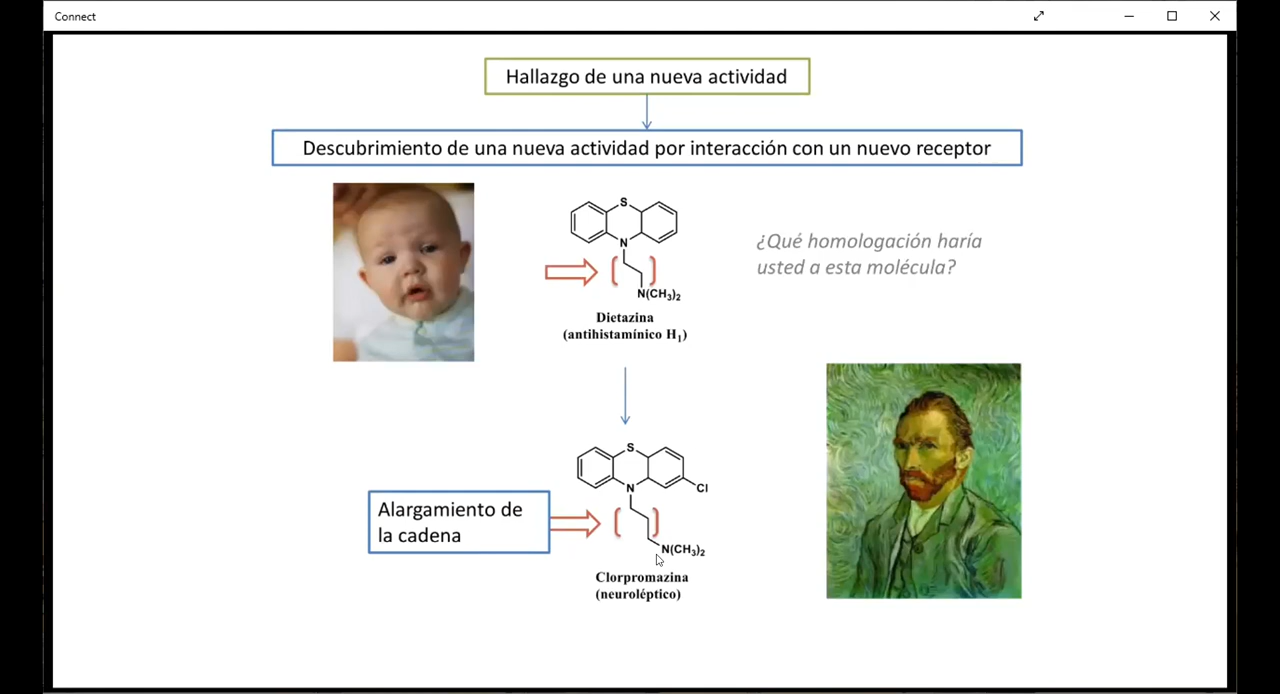 Connect
Hallazgo de una nueva actividad
Descubrimiento de una nueva actividad por interacción con un nuevo receptor
S
N
N(CH₃)₂
Dietazina
(antihistamínico H₁)
¿Qué homologación haría
usted a esta molécula?
S
N
Cl
N(CH₃)₂
Alargamiento de
la cadena
Clorpromazina
(neuroléptico)